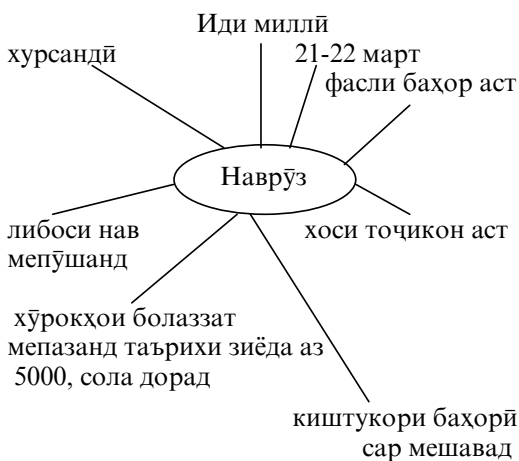 Иди миллӣ
хурсандӣ
21-22 март
фасли баҳор аст
Наврӯз
либоси нав
мепӯшанд
хоси тоҷикон аст
хӯрокҳои болаззат
мепазанд таърихи зиёда аз
5000, сола дорад
киштукори баҳорӣ
сар мешавад